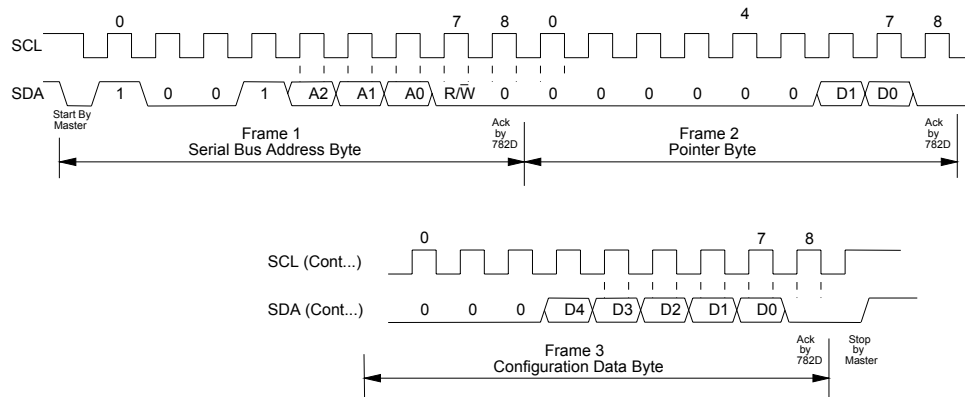 0 7 8 0 4 7 8
SCL
SDA 1 0 0 1 A2 A1 A0 R/W̅ 0 0 0 0 0 0 0 D1 D0
Start By
Master
Frame 1
Serial Bus Address Byte
Ack
by
782D
Frame 2
Pointer Byte
Ack
by
782D
0 7 8
SCL (Cont...)
SDA (Cont...) 0 0 0 D4 D3 D2 D1 D0
Frame 3
Configuration Data Byte
Ack
by
782D
Stop
by
Master